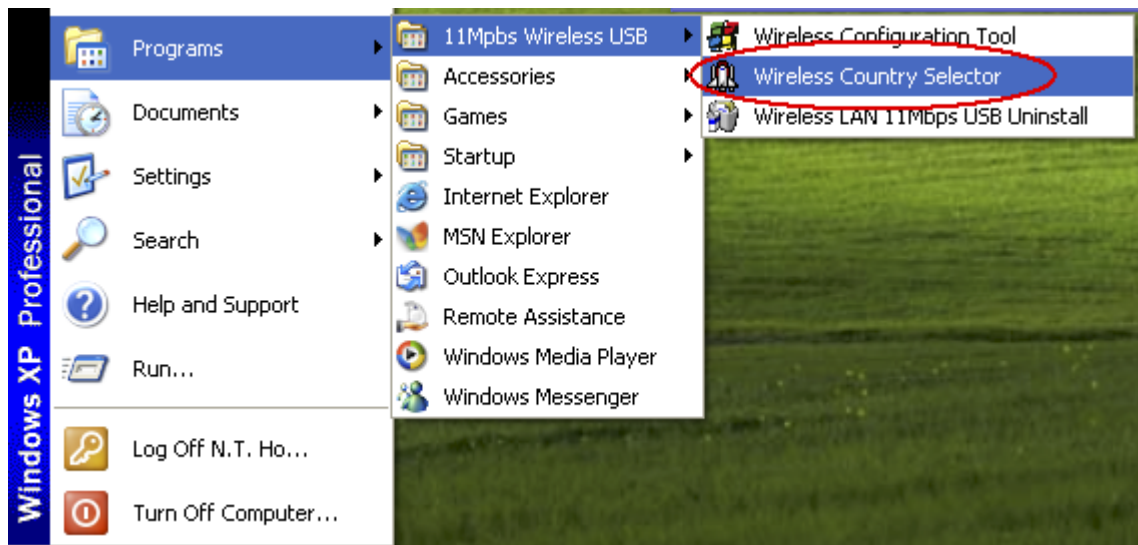 Windows XP Professional
Programs
Documents
Settings
Search
Help and Support
Run...
Log Off N.T. Ho...
Turn Off Computer...
11Mpbs Wireless USB
Accessories
Games
Startup
Internet Explorer
MSN Explorer
Outlook Express
Remote Assistance
Windows Media Player
Windows Messenger
Wireless Configuration Tool
Wireless Country Selector
Wireless LAN 11Mbps USB Uninstall